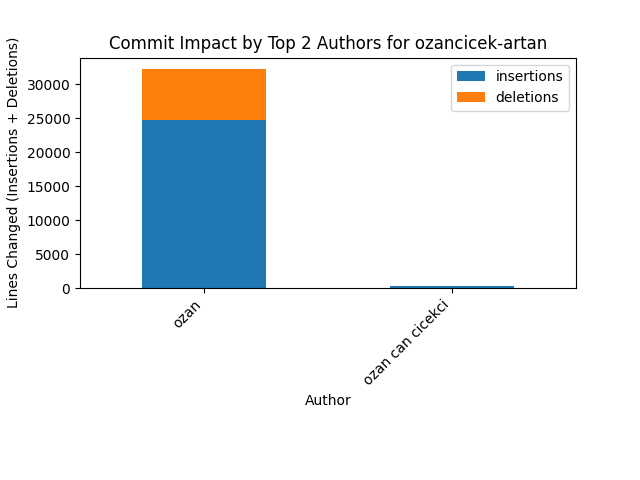 Commit Impact by Top 2 Authors for ozancicek-artan
Lines Changed (Insertions + Deletions)
30000
25000
20000
15000
10000
5000
0
insertions
deletions
ozan
ozan can cicekci
Author